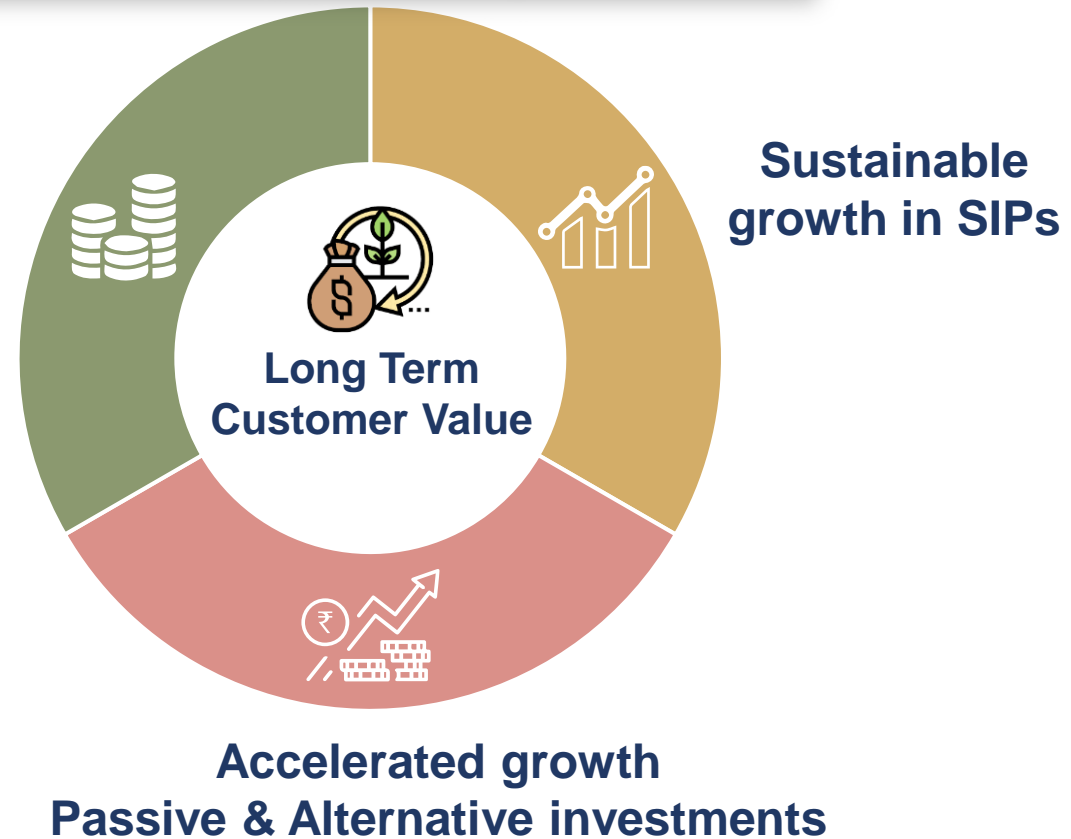 Sustainable
growth in SIPs
$
Long Term
Customer Value
₹
Accelerated growth
Passive & Alternative investments